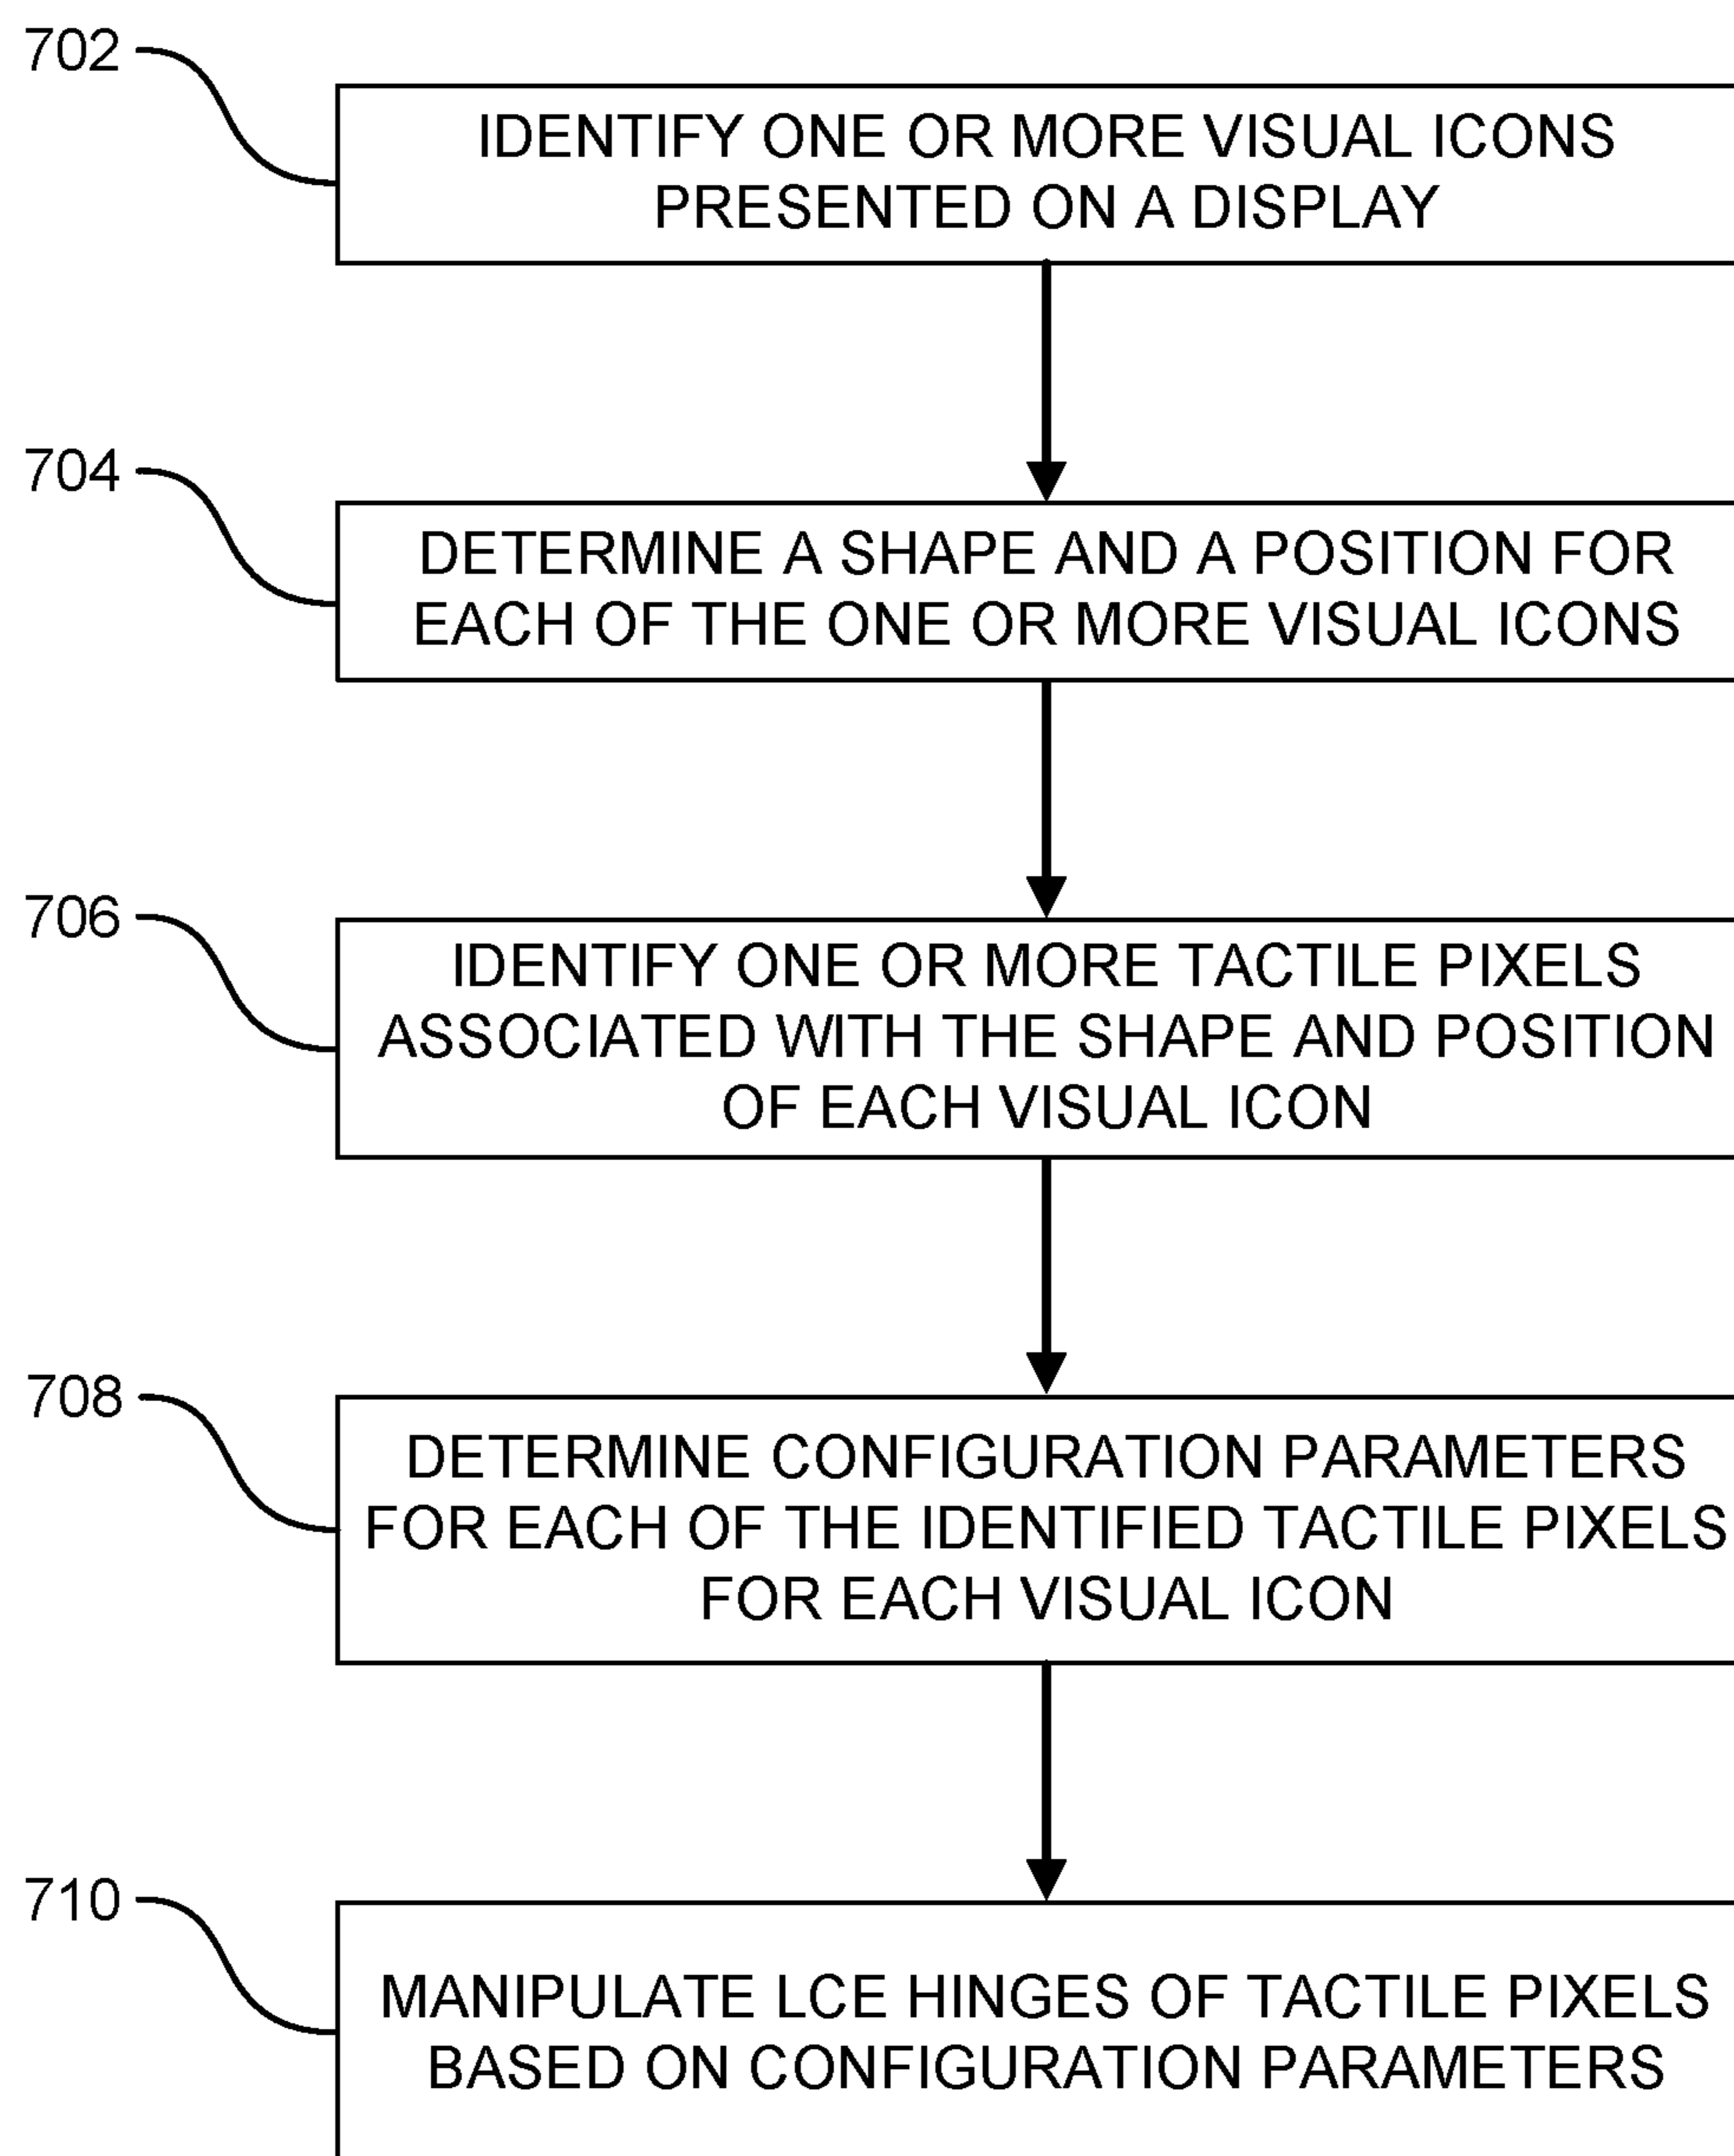 702
IDENTIFY ONE OR MORE VISUAL ICONS
PRESENTED ON A DISPLAY
704
DETERMINE A SHAPE AND A POSITION FOR
EACH OF THE ONE OR MORE VISUAL ICONS
706
IDENTIFY ONE OR MORE TACTILE PIXELS
ASSOCIATED WITH THE SHAPE AND POSITION
OF EACH VISUAL ICON
708
DETERMINE CONFIGURATION PARAMETERS
FOR EACH OF THE IDENTIFIED TACTILE PIXELS
FOR EACH VISUAL ICON
710
MANIPULATE LCE HINGES OF TACTILE PIXELS
BASED ON CONFIGURATION PARAMETERS